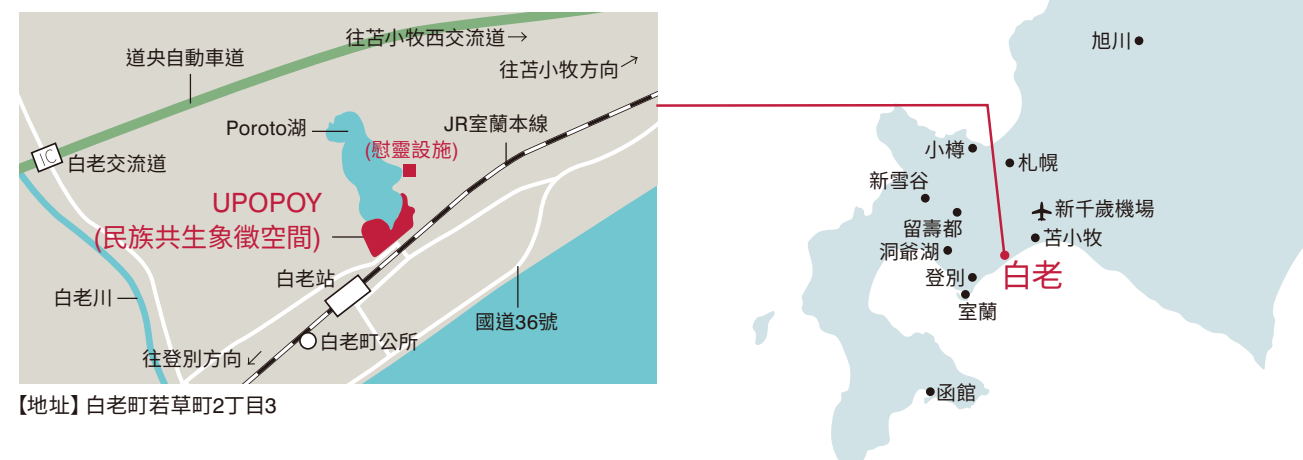 往苫小牧西交流道→
道央自動車道
往苫小牧方向↗
Poroto湖
JR室蘭本線
(慰靈設施)
IC
白老交流道
UPOPOY
(民族共生象徵空間)
白老站
白老川
國道36號
白老町公所
往登別方向↙
【地址】白老町若草町2丁目3
旭川
小樽
札幌
新雪谷
新千歲機場
留壽都
苫小牧
洞爺湖
登別
白老
室蘭
函館